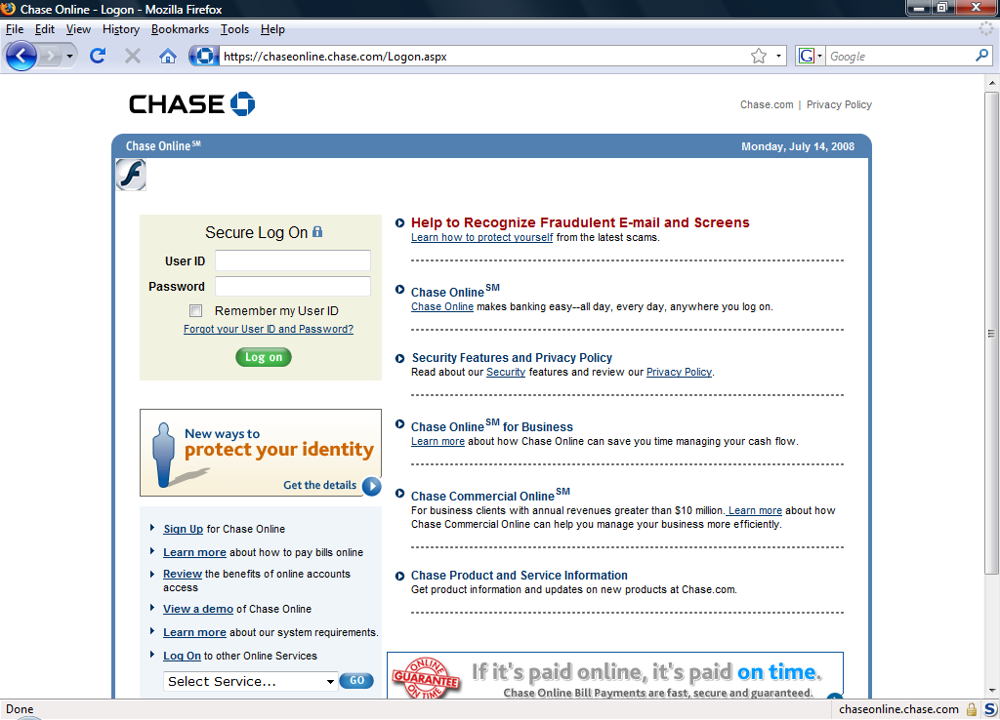 Chase Online - Logon - Mozilla Firefox
File Edit View History Bookmarks Tools Help
https://chaseonline.chase.com/Logon.aspx
G Google
CHASE
Chase.com | Privacy Policy
Chase Online SM
Monday, July 14, 2008
Secure Log On
User ID
Password
Remember my User ID
Forgot your User ID and Password?
Log on
New ways to
protect your identity
Get the details
Sign Up for Chase Online
Learn more about how to pay bills online
Review the benefits of online accounts
access
View a demo of Chase Online
Learn more about our system requirements.
Log On to other Online Services
Select Service... GO
Help to Recognize Fraudulent E-mail and Screens
Learn how to protect yourself from the latest scams.
Chase Online SM
Chase Online makes banking easy--all day, every day, anywhere you log on.
Security Features and Privacy Policy
Read about our Security features and review our Privacy Policy.
Chase Online SM for Business
Learn more about how Chase Online can save you time managing your cash flow.
Chase Commercial Online SM
For business clients with annual revenues greater than $10 million. Learn more about how
Chase Commercial Online can help you manage your business more efficiently.
Chase Product and Service Information
Get product information and updates on new products at Chase.com.
ONLINE
GUARANTEE
ON TIME
If it's paid online, it's paid on time.
Chase Online Bill Payments are fast, secure and guaranteed.
Done
chaseonline.chase.com S